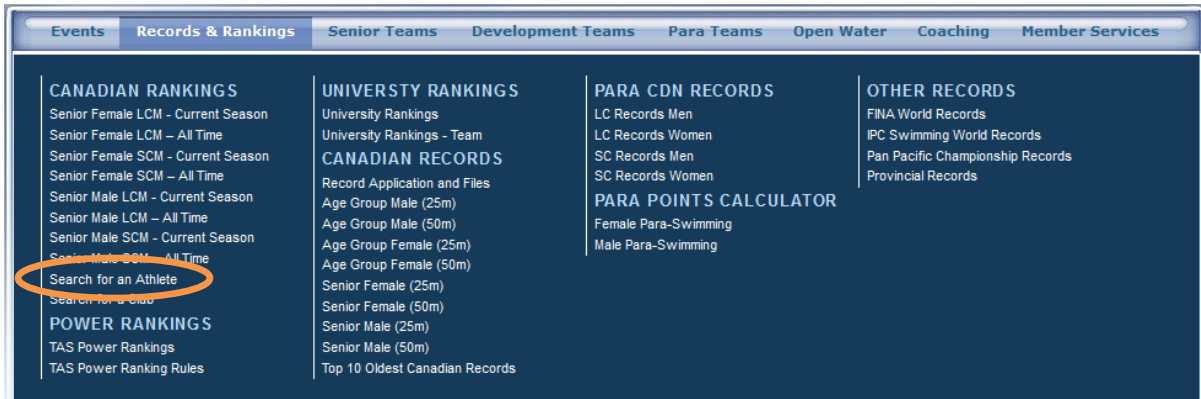 Events Records & Rankings Senior Teams Development Teams Para Teams Open Water Coaching Member Services
CANADIAN RANKINGS
Senior Female LCM - Current Season
Senior Female LCM – All Time
Senior Female SCM - Current Season
Senior Female SCM – All Time
Senior Male LCM - Current Season
Senior Male LCM – All Time
Senior Male SCM - Current Season
Senior Male SCM – All Time
Search for an Athlete
Search for a Club
POWER RANKINGS
TAS Power Rankings
TAS Power Ranking Rules
UNIVERSTY RANKINGS
University Rankings
University Rankings - Team
CANADIAN RECORDS
Record Application and Files
Age Group Male (25m)
Age Group Male (50m)
Age Group Female (25m)
Age Group Female (50m)
Senior Female (25m)
Senior Female (50m)
Senior Male (25m)
Senior Male (50m)
Top 10 Oldest Canadian Records
PARA CDN RECORDS
LC Records Men
LC Records Women
SC Records Men
SC Records Women
PARA POINTS CALCULATOR
Female Para-Swimming
Male Para-Swimming
OTHER RECORDS
FINA World Records
IPC Swimming World Records
Pan Pacific Championship Records
Provincial Records